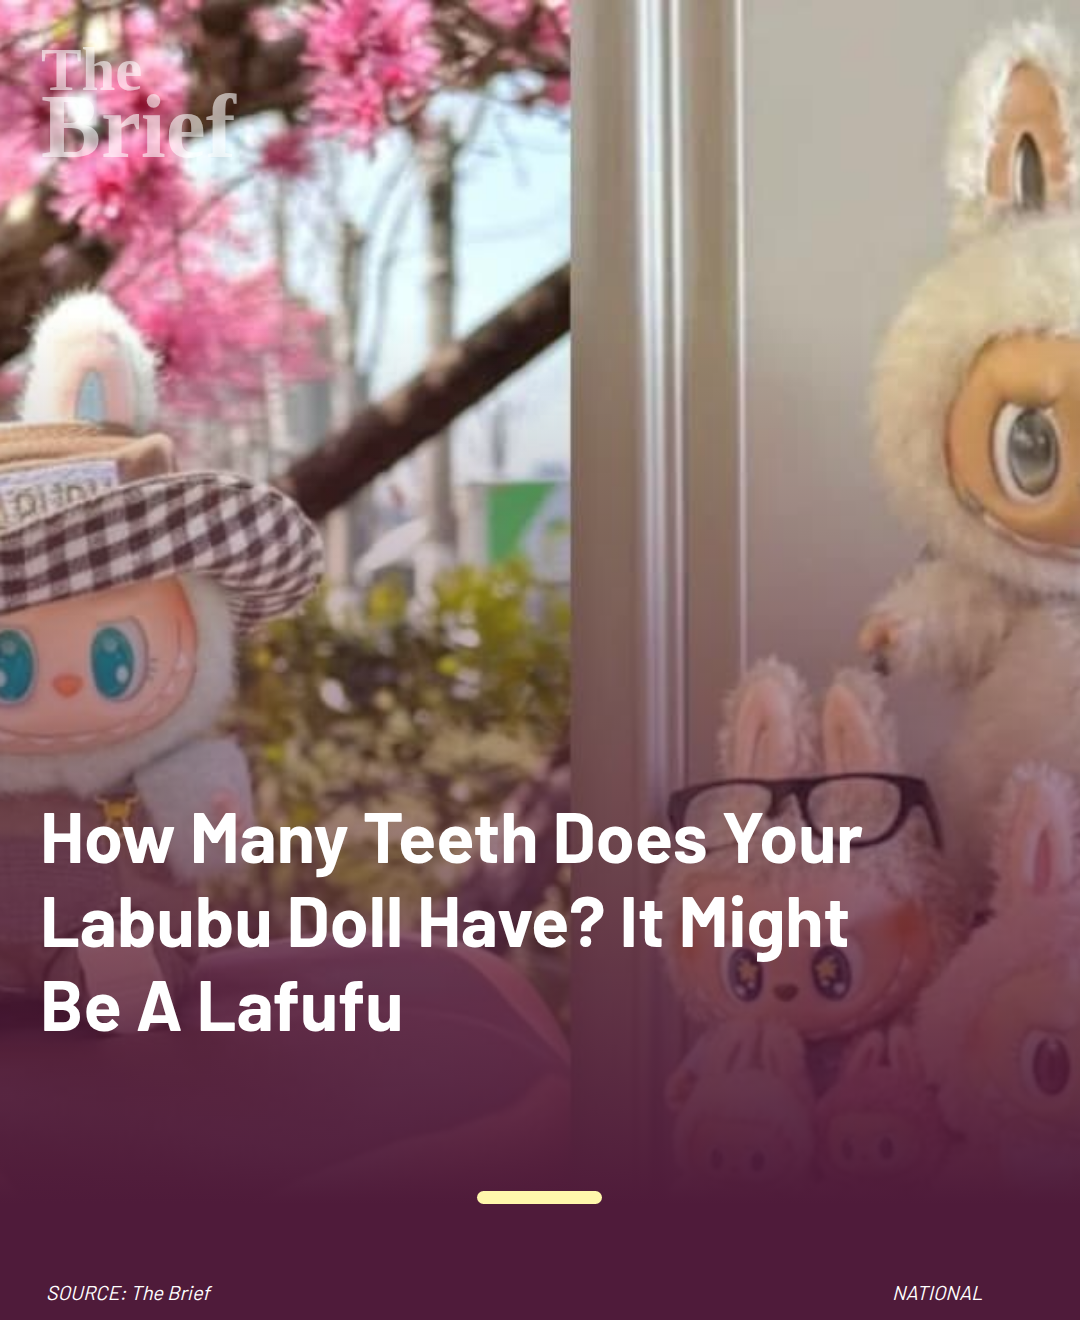 The
Brief.
How Many Teeth Does Your
Labubu Doll Have? It Might
Be A Lafufu
SOURCE: The Brief
NATIONAL